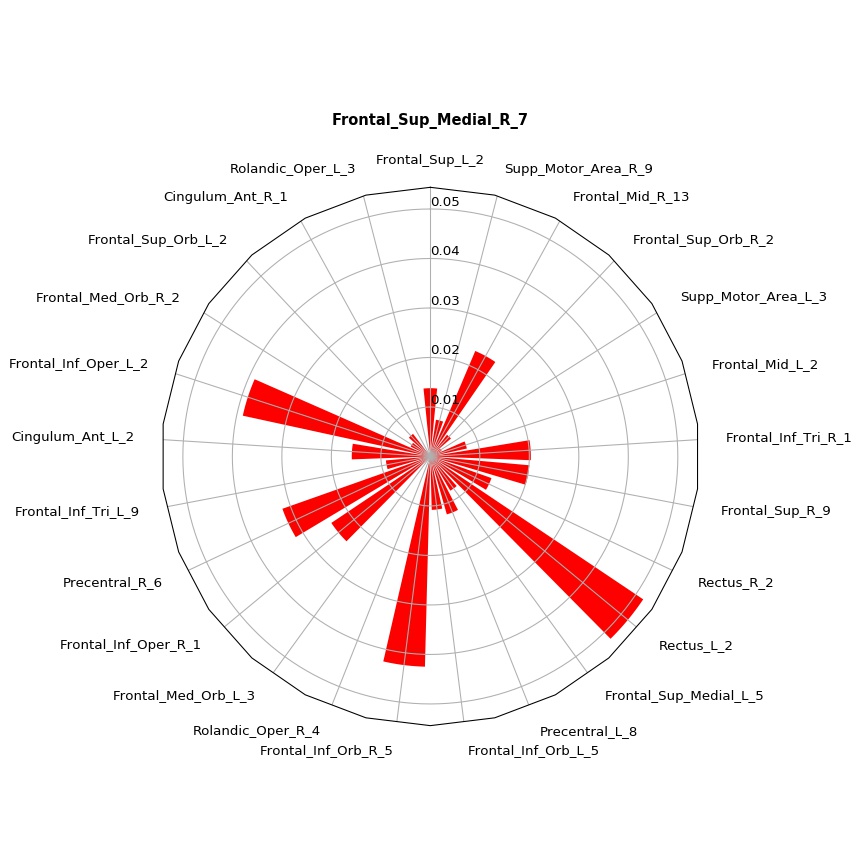 Frontal_Sup_Medial_R_7
Frontal_Sup_L_2
Rolandic_Oper_L_3
Supp_Motor_Area_R_9
Cingulum_Ant_R_1
Frontal_Mid_R_13
Frontal_Sup_Orb_L_2
Frontal_Sup_Orb_R_2
Frontal_Med_Orb_R_2
Supp_Motor_Area_L_3
Frontal_Inf_Oper_L_2
Frontal_Mid_L_2
Cingulum_Ant_L_2
Frontal_Inf_Tri_R_1
Frontal_Inf_Tri_L_9
Frontal_Sup_R_9
Precentral_R_6
Rectus_R_2
Frontal_Inf_Oper_R_1
Rectus_L_2
Frontal_Med_Orb_L_3
Frontal_Sup_Medial_L_5
Rolandic_Oper_R_4
Precentral_L_8
Frontal_Inf_Orb_R_5
Frontal_Inf_Orb_L_5
0.05
0.04
0.03
0.02
0.01